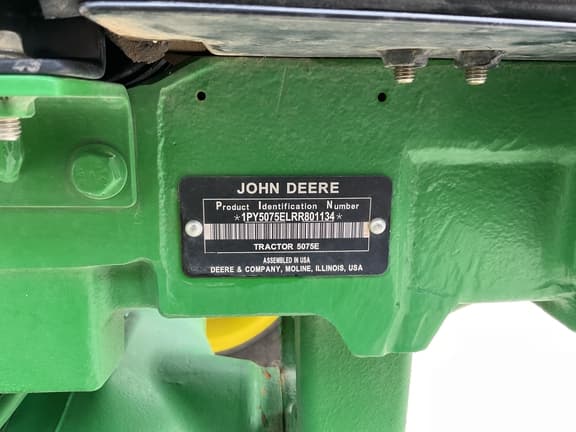 JOHN DEERE
Product Identification Number
*1PY5075ELRR801134*
TRACTOR 5075E
ASSEMBLED IN USA
DEERE & COMPANY, MOLINE, ILLINOIS, USA